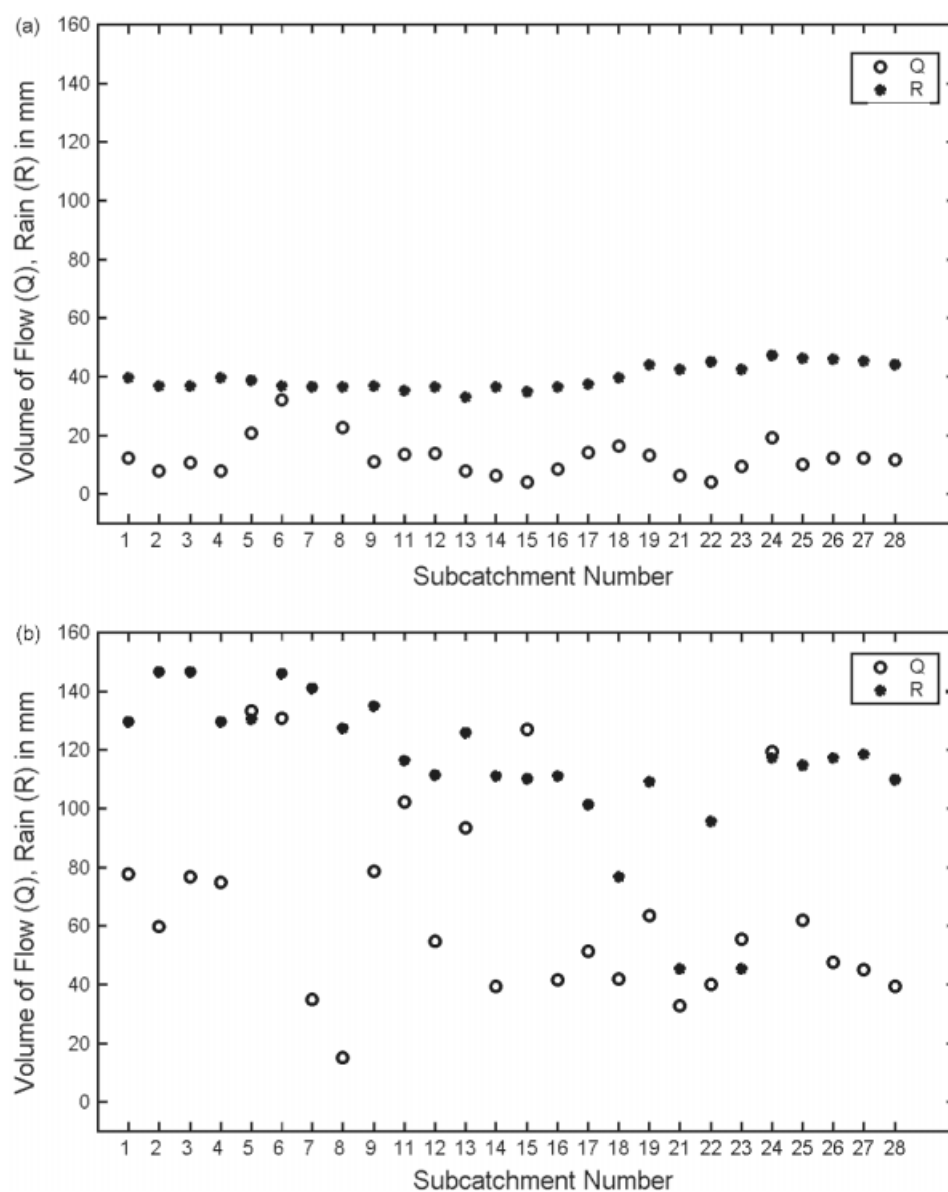 (a)
160
140
120
100
80
60
40
20
0
Volume of Flow (Q), Rain (R) in mm
Q
R
1 2 3 4 5 6 7 8 9 11 12 13 14 15 16 17 18 19 21 22 23 24 25 26 27 28
Subcatchment Number
(b)
160
140
120
100
80
60
40
20
0
Volume of Flow (Q), Rain (R) in mm
Q
R
1 2 3 4 5 6 7 8 9 11 12 13 14 15 16 17 18 19 21 22 23 24 25 26 27 28
Subcatchment Number